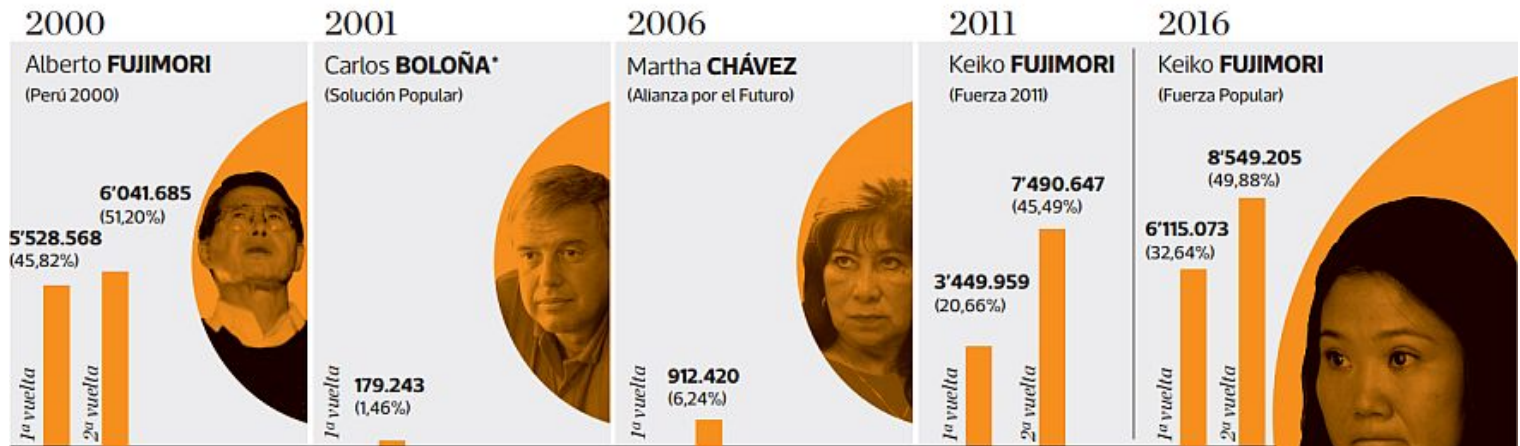 2000
Alberto FUJIMORI
(Perú 2000)
5'528.568
(45,82%)
1ª vuelta
6'041.685
(51,20%)
2ª vuelta
2001
Carlos BOLOÑA*
(Solución Popular)
179.243
(1,46%)
1ª vuelta
2006
Martha CHÁVEZ
(Alianza por el Futuro)
912.420
(6,24%)
1ª vuelta
2011
Keiko FUJIMORI
(Fuerza 2011)
3'449.959
(20,66%)
1ª vuelta
7'490.647
(45,49%)
2ª vuelta
2016
Keiko FUJIMORI
(Fuerza Popular)
6'115.073
(32,64%)
1ª vuelta
8'549.205
(49,88%)
2ª vuelta